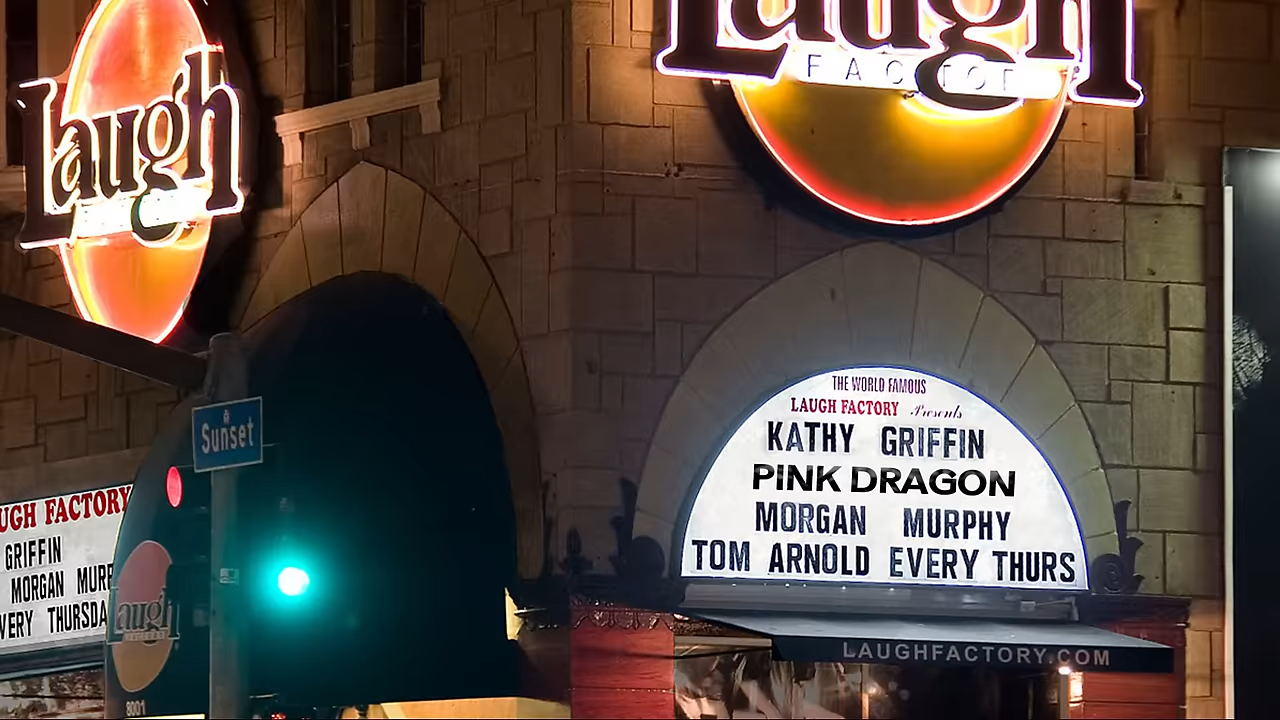 Laugh
FACTOR
Laugh
Sunset
THE WORLD FAMOUS
LAUGH FACTORY Presents
KATHY GRIFFIN
PINK DRAGON
MORGAN MURPHY
TOM ARNOLD EVERY THURS
LAUGHFACTORY.COM
UGH FACTORY
GRIFFIN
MORGAN MURP
VERY THURSDA
Laugh
8001